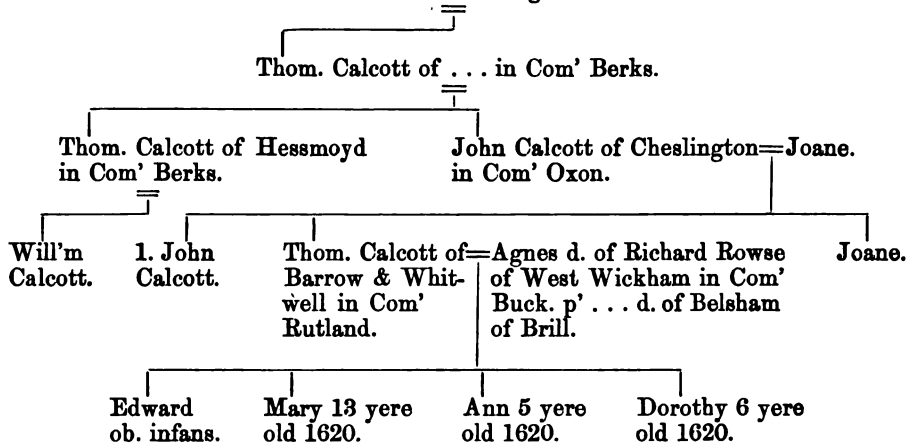 Thom. Calcott of . . . in Com' Berks.
Thom. Calcott of Hessmoyd
in Com' Berks.
John Calcott of Cheslington=Joane.
in Com' Oxon.
Will'm
Calcott.
1. John
Calcott.
Thom. Calcott of=Agnes d. of Richard Rowse
Barrow & Whit-
well in Com'
Rutland.
of West Wickham in Com'
Buck. p' . . . d. of Belsham
of Brill.
Joane.
Edward
ob. infans.
Mary 13 yere
old 1620.
Ann 5 yere
old 1620.
Dorothy 6 yere
old 1620.